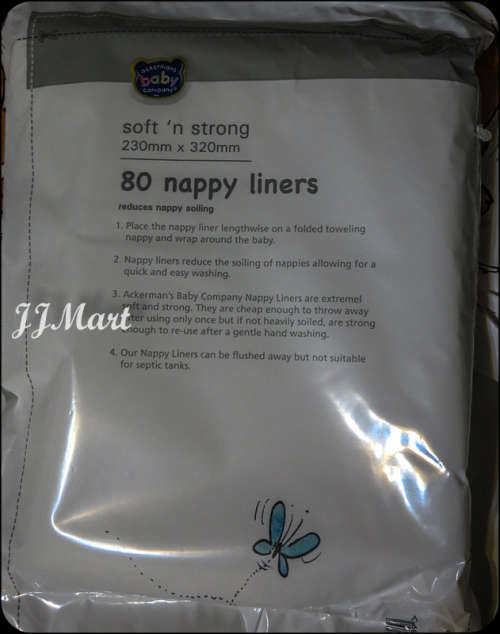 ackermans
baby
company
soft 'n strong
230mm x 320mm
80 nappy liners
reduces nappy soiling
1. Place the nappy liner lengthwise on a folded toweling
nappy and wrap around the baby.
2. Nappy liners reduce the soiling of nappies allowing for a
quick and easy washing.
3. Ackerman's Baby Company Nappy Liners are extremel
soft and strong. They are cheap enough to throw away
after using only once but if not heavily soiled, are strong
enough to re-use after a gentle hand washing.
JJMart
4. Our Nappy Liners can be flushed away but not suitable
for septic tanks.